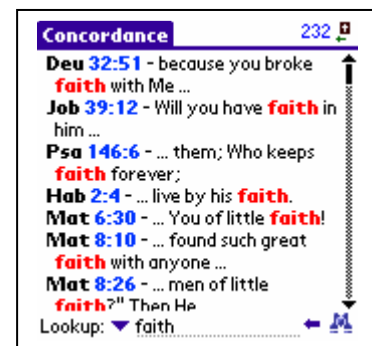 Concordance 232
Deu 32:51 - because you broke
faith with Me ...
Job 39:12 - Will you have faith in
him ...
Psa 146:6 - ... them; Who keeps
faith forever;
Hab 2:4 - ... live by his faith.
Mat 6:30 - ... You of little faith!
Mat 8:10 - ... found such great
faith with anyone ...
Mat 8:26 - ... men of little
faith?" Then He
Lookup: faith